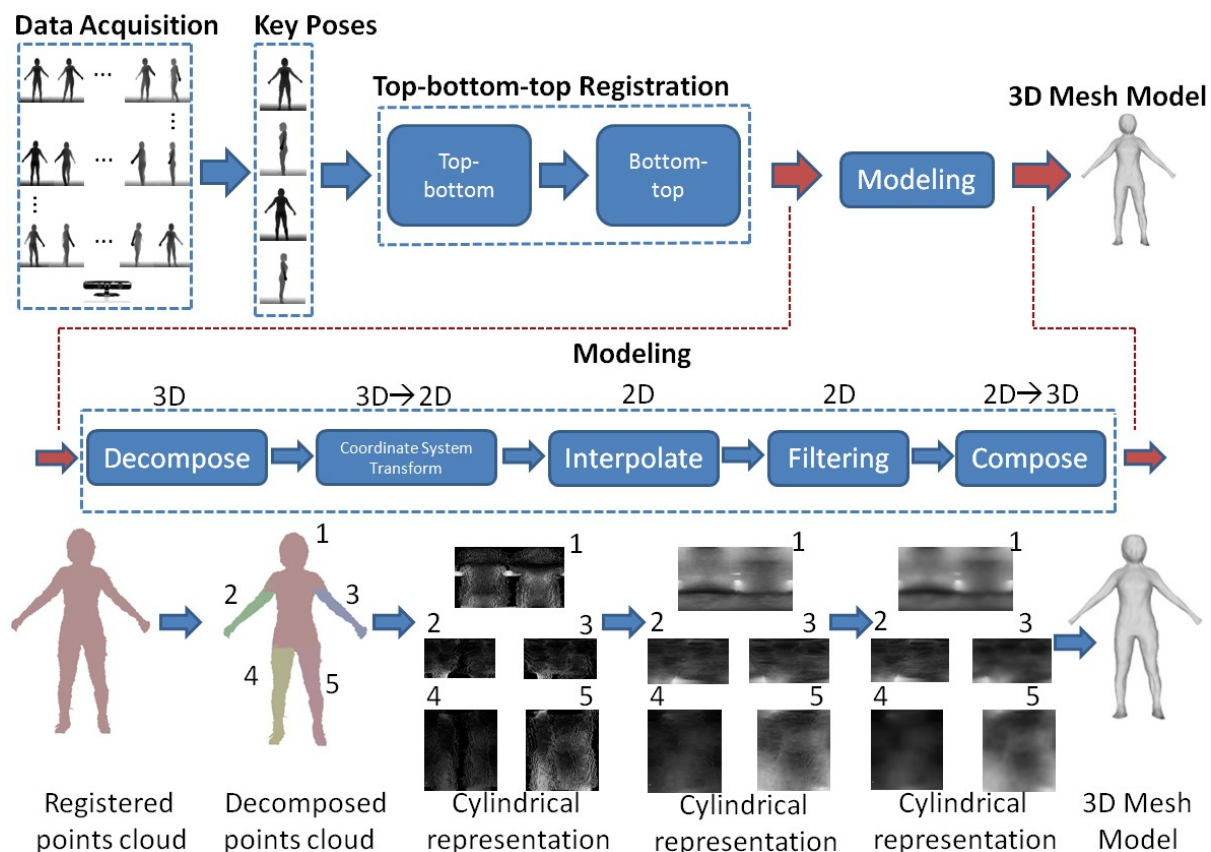 Data Acquisition
Key Poses
Top-bottom-top Registration
3D Mesh Model
...
...
...
Top-
bottom
Bottom-
top
Modeling
Modeling
3D
3D→2D
2D
2D
2D→3D
Decompose
Coordinate System
Transform
Interpolate
Filtering
Compose
1
2
3
4
5
1
2
3
4
5
1
2
3
4
5
1
2
3
4
5
Registered
points cloud
Decomposed
points cloud
Cylindrical
representation
Cylindrical
representation
Cylindrical
representation
3D Mesh
Model